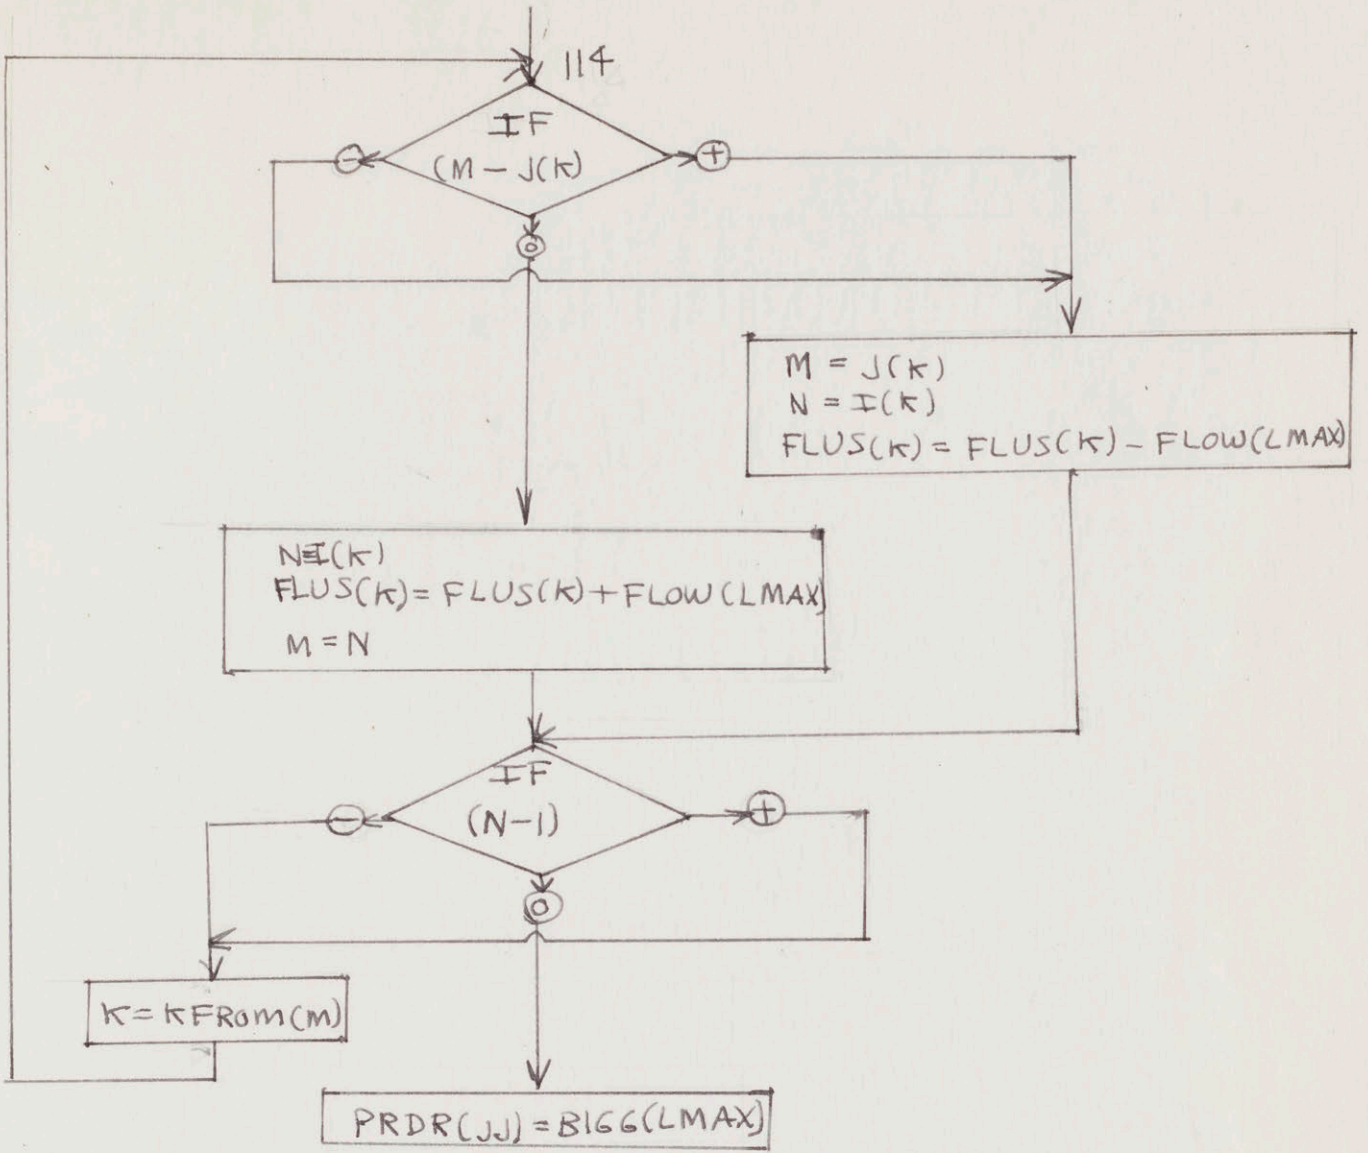 114
IF
(M - J(K)
-
+
0
M = J(K)
N = I(K)
FLUS(K) = FLUS(K) - FLOW(LMAX)
N=I(K)
FLUS(K) = FLUS(K) + FLOW(LMAX)
M = N
IF
(N-1)
-
+
0
K = KFROM(M)
PRDR(JJ) = BIGG(LMAX)